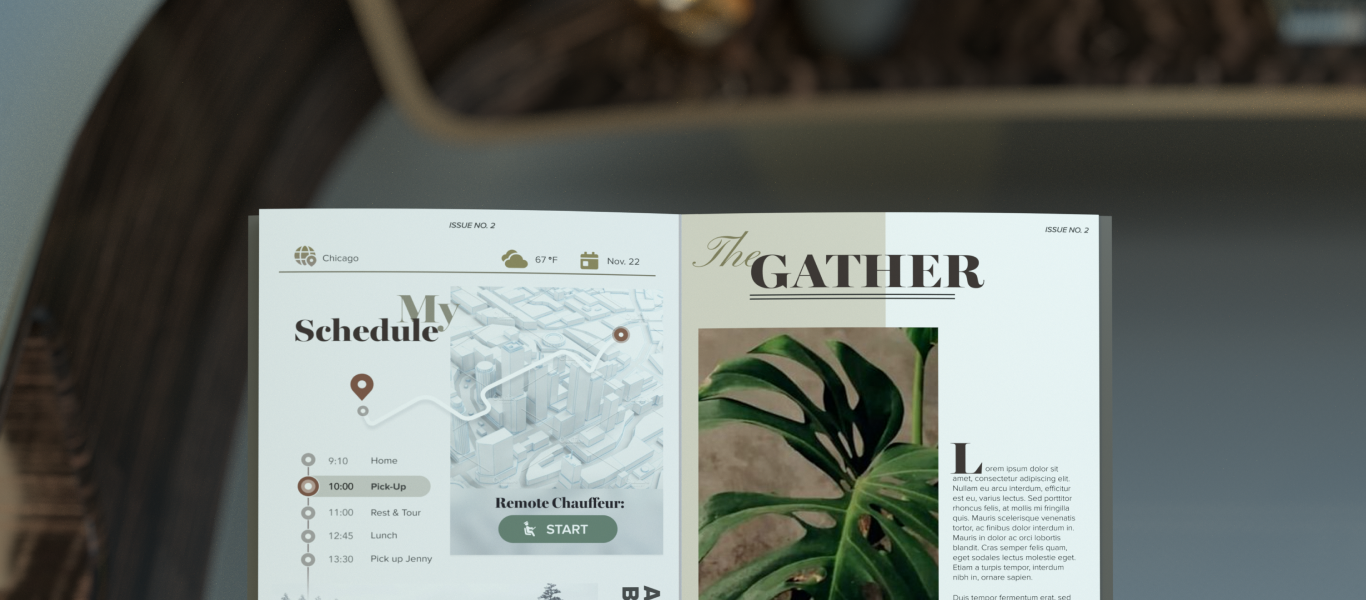 ISSUE NO. 2
Chicago
67 °F
Nov. 22
My
Schedule
9:10 Home
10:00 Pick-Up
11:00 Rest & Tour
12:45 Lunch
13:30 Pick up Jenny
Remote Chauffeur:
START
A
B
ISSUE NO. 2
The
GATHER
Lorem ipsum dolor sit
amet, consectetur adipiscing elit.
Nullam eu arcu interdum, efficitur
est eu, varius lectus. Sed porttitor
rhoncus felis, at mollis mi fringilla
quis. Mauris scelerisque venenatis
tortor, ac finibus dolor interdum in.
Mauris in dolor ac orci lobortis
blandit. Cras semper felis quam,
eget sodales lectus molestie eget.
Etiam a turpis tempor, interdum
nibh in, ornare sapien.
Duis tempor fermentum erat, sed